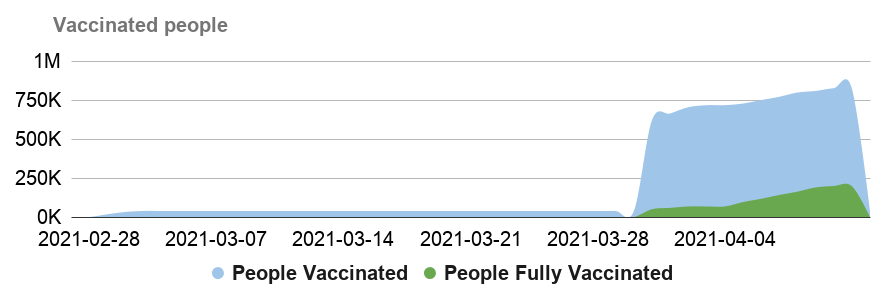 Vaccinated people
1M
750K
500K
250K
0K
2021-02-28 2021-03-07 2021-03-14 2021-03-21 2021-03-28 2021-04-04
People Vaccinated People Fully Vaccinated